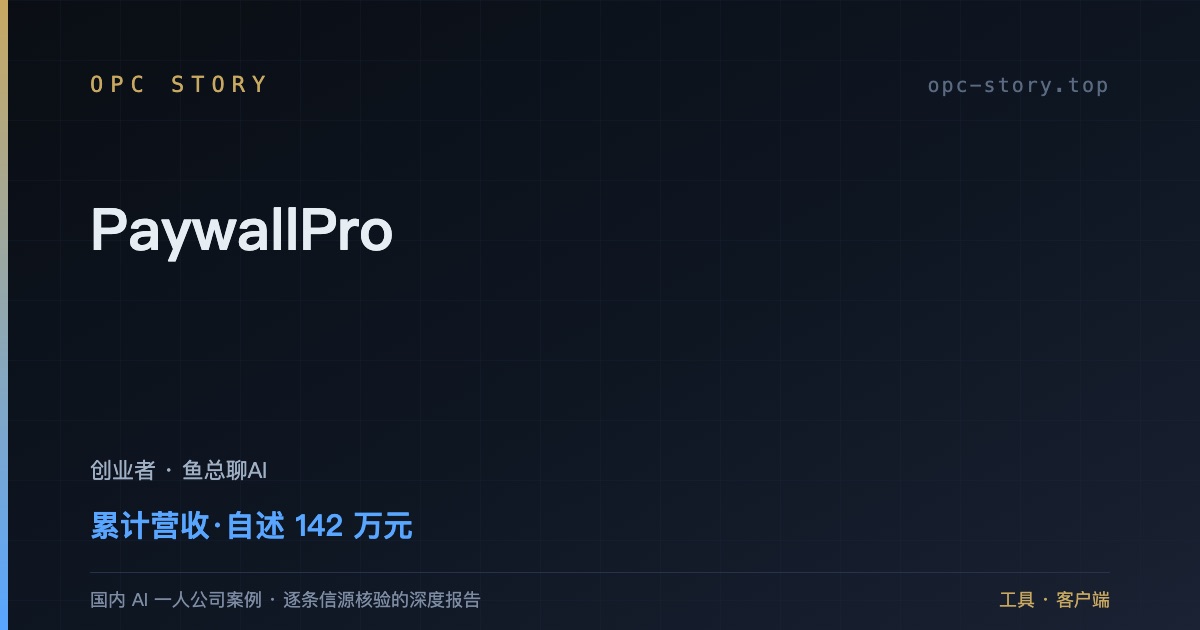 OPC STORY
opc-story.top
PaywallPro
创业者 · 鱼总聊AI
累计营收·自述 142 万元
国内 AI 一人公司案例 · 逐条信源核验的深度报告
工具 · 客户端